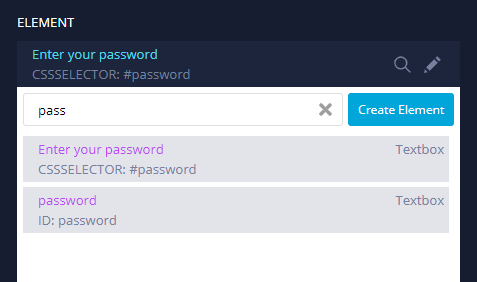 ELEMENT
Enter your password
CSSSELECTOR: #password
pass
Create Element
Enter your password Textbox
CSSSELECTOR: #password
password Textbox
ID: password